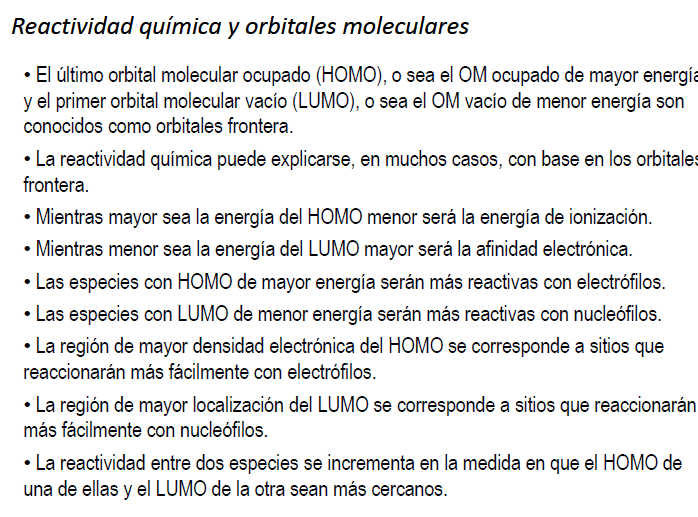 Reactividad química y orbitales moleculares
• El último orbital molecular ocupado (HOMO), o sea el OM ocupado de mayor energía
y el primer orbital molecular vacío (LUMO), o sea el OM vacío de menor energía son
conocidos como orbitales frontera.
• La reactividad química puede explicarse, en muchos casos, con base en los orbitales
frontera.
• Mientras mayor sea la energía del HOMO menor será la energía de ionización.
• Mientras menor sea la energía del LUMO mayor será la afinidad electrónica.
• Las especies con HOMO de mayor energía serán más reactivas con electrófilos.
• Las especies con LUMO de menor energía serán más reactivas con nucleófilos.
• La región de mayor densidad electrónica del HOMO se corresponde a sitios que
reaccionarán más fácilmente con electrófilos.
• La región de mayor localización del LUMO se corresponde a sitios que reaccionarán
más fácilmente con nucleófilos.
• La reactividad entre dos especies se incrementa en la medida en que el HOMO de
una de ellas y el LUMO de la otra sean más cercanos.